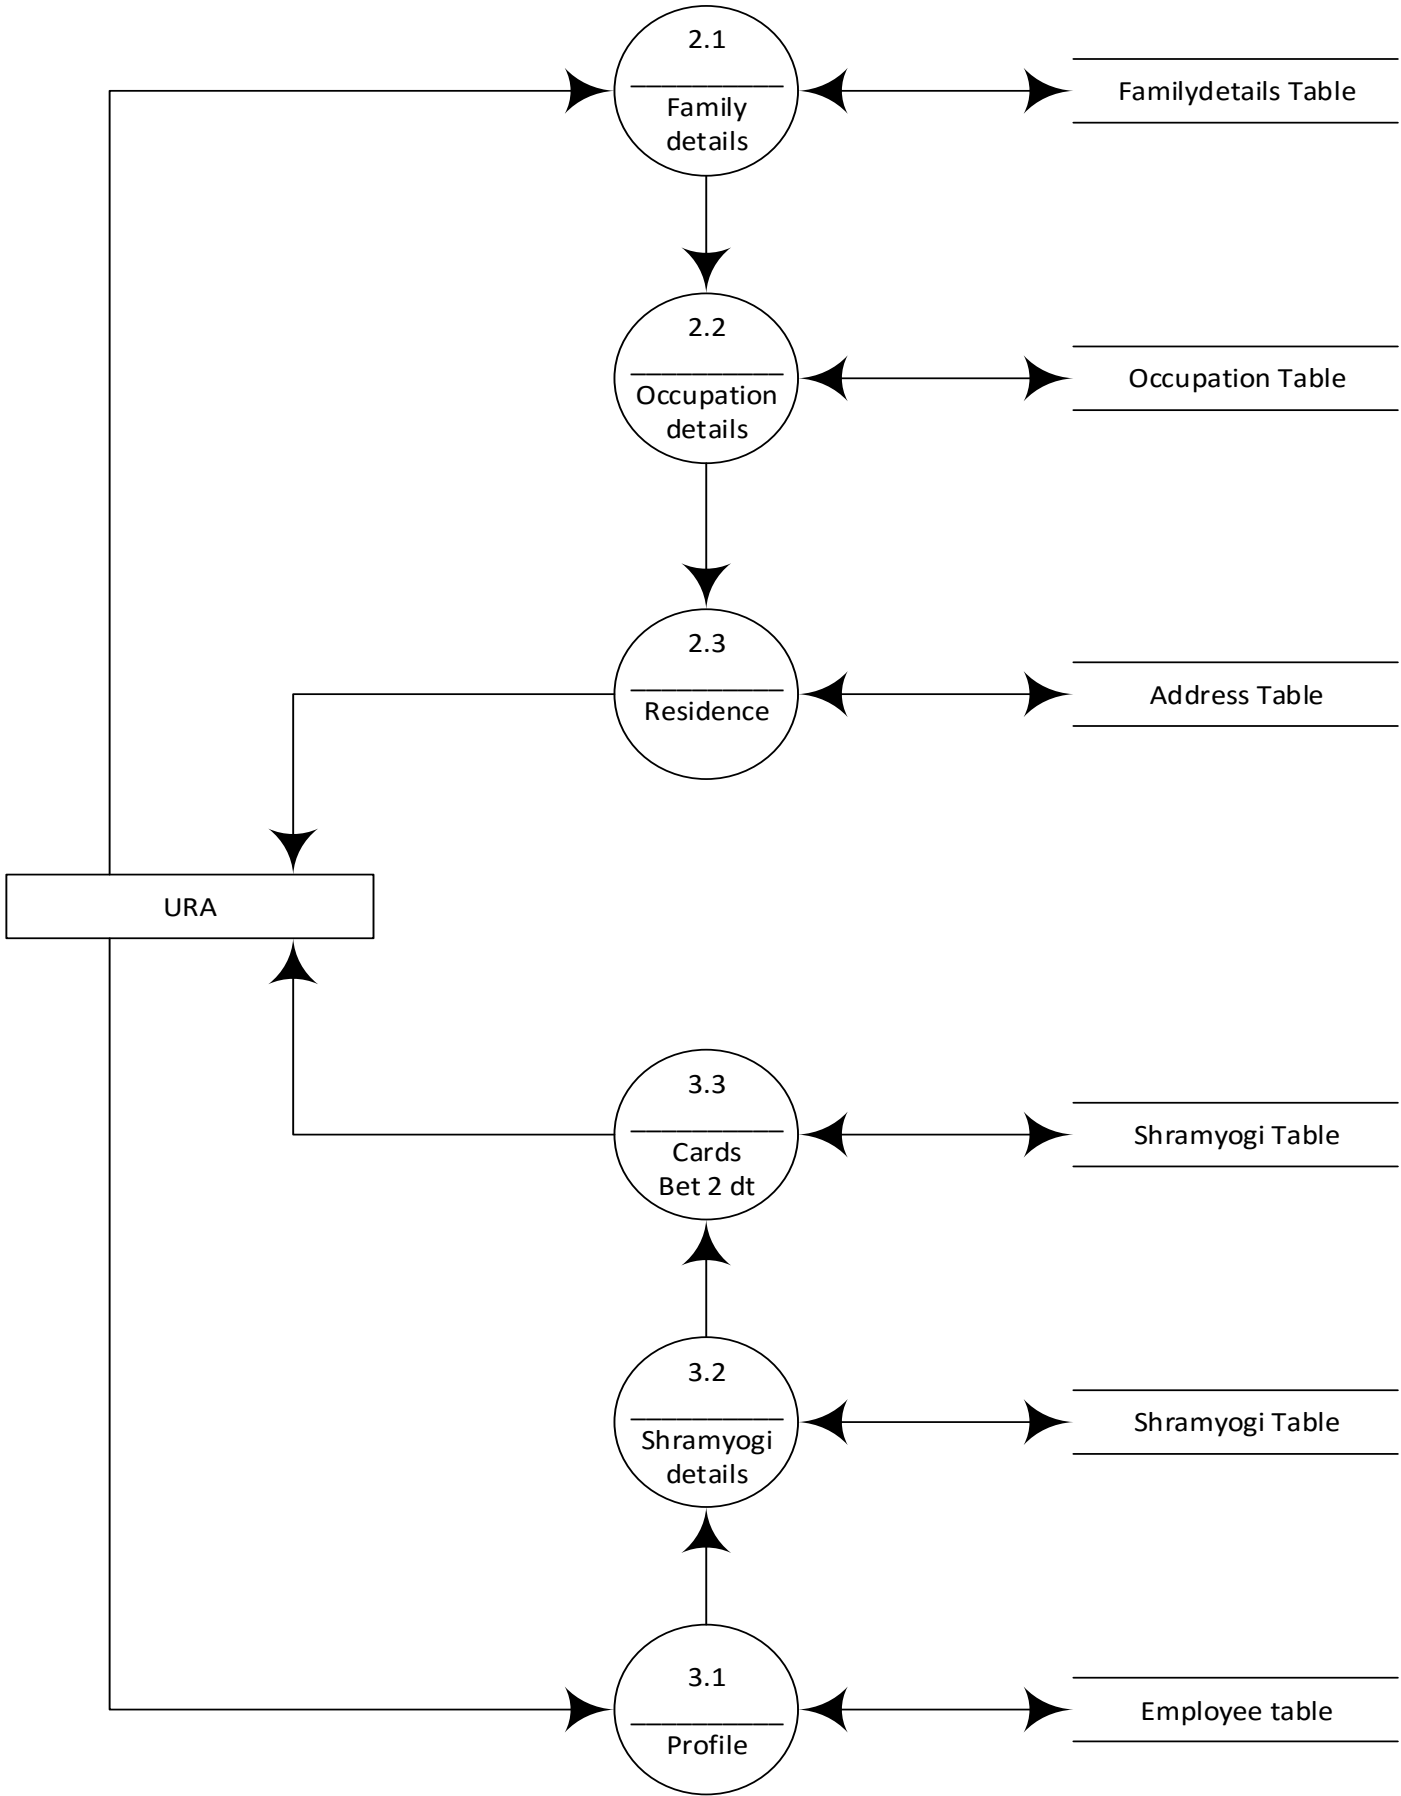 2.1
Family
details
Familydetails Table
2.2
Occupation
details
Occupation Table
2.3
Residence
Address Table
URA
3.3
Cards
Bet 2 dt
Shramyogi Table
3.2
Shramyogi
details
Shramyogi Table
3.1
Profile
Employee table